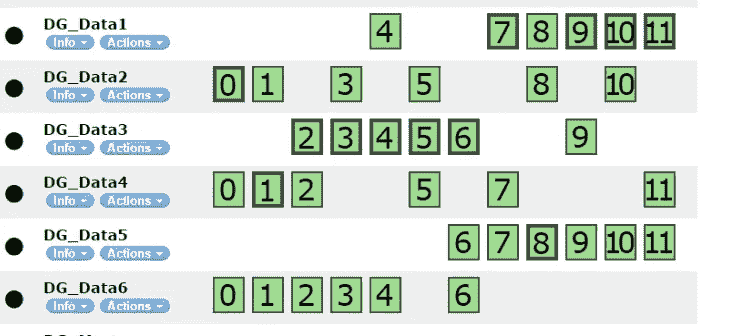 DG_Data1
Info Actions
4 7 8 9 10 11
DG_Data2
Info Actions
0 1 3 5 8 10
DG_Data3
Info Actions
2 3 4 5 6 9
DG_Data4
Info Actions
0 1 2 5 7 11
DG_Data5
Info Actions
6 7 8 9 10 11
DG_Data6
Info Actions
0 1 2 3 4 6